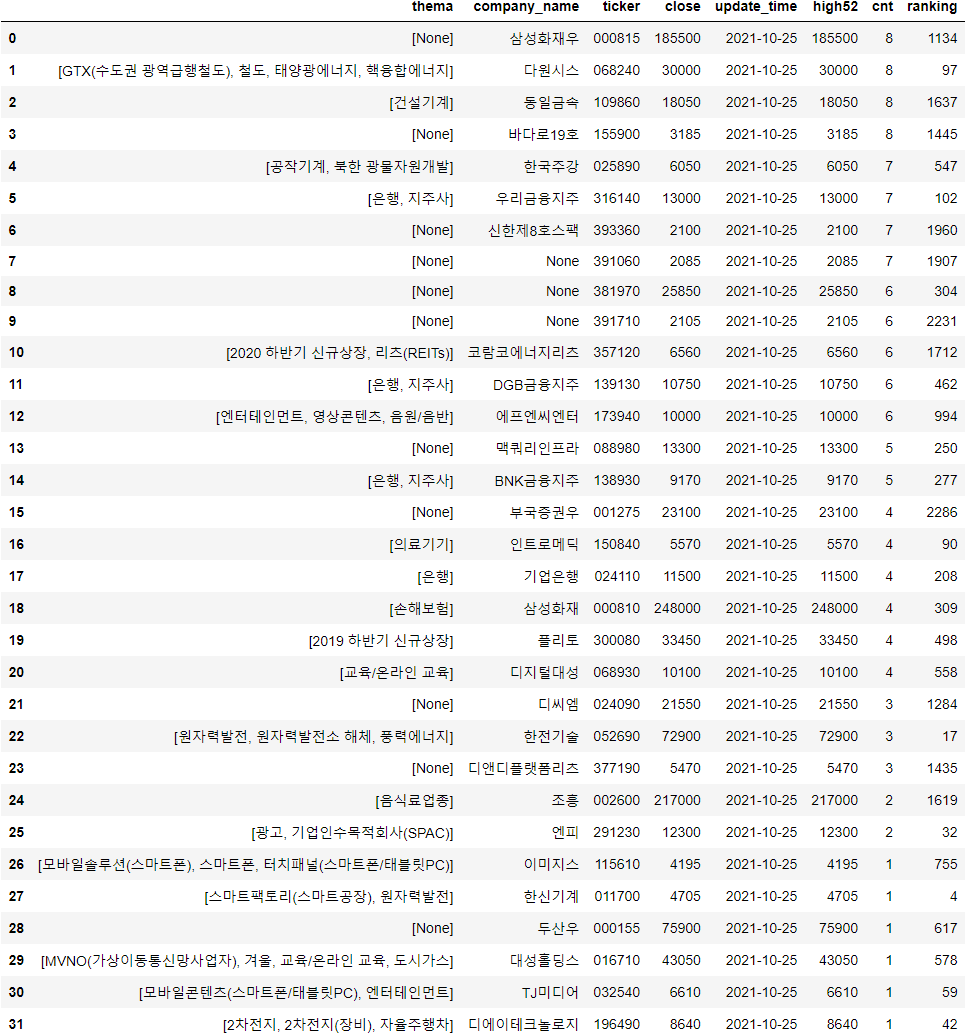 thema company_name ticker close update_time high52 cnt ranking
0 [None] 삼성화재우 000815 185500 2021-10-25 185500 8 1134
1 [GTX(수도권 광역급행철도), 철도, 태양광에너지, 핵융합에너지] 다원시스 068240 30000 2021-10-25 30000 8 97
2 [건설기계] 동일금속 109860 18050 2021-10-25 18050 8 1637
3 [None] 바다로19호 155900 3185 2021-10-25 3185 8 1445
4 [공작기계, 북한 광물자원개발] 한국주강 025890 6050 2021-10-25 6050 7 547
5 [은행, 지주사] 우리금융지주 316140 13000 2021-10-25 13000 7 102
6 [None] 신한제8호스팩 393360 2100 2021-10-25 2100 7 1960
7 [None] None 391060 2085 2021-10-25 2085 7 1907
8 [None] None 381970 25850 2021-10-25 25850 6 304
9 [None] None 391710 2105 2021-10-25 2105 6 2231
10 [2020 하반기 신규상장, 리츠(REITs)] 코람코에너지리츠 357120 6560 2021-10-25 6560 6 1712
11 [은행, 지주사] DGB금융지주 139130 10750 2021-10-25 10750 6 462
12 [엔터테인먼트, 영상콘텐츠, 음원/음반] 에프엔씨엔터 173940 10000 2021-10-25 10000 6 994
13 [None] 맥쿼리인프라 088980 13300 2021-10-25 13300 5 250
14 [은행, 지주사] BNK금융지주 138930 9170 2021-10-25 9170 5 277
15 [None] 부국증권우 001275 23100 2021-10-25 23100 4 2286
16 [의료기기] 인트로메딕 150840 5570 2021-10-25 5570 4 90
17 [은행] 기업은행 024110 11500 2021-10-25 11500 4 208
18 [손해보험] 삼성화재 000810 248000 2021-10-25 248000 4 309
19 [2019 하반기 신규상장] 플리토 300080 33450 2021-10-25 33450 4 498
20 [교육/온라인 교육] 디지털대성 068930 10100 2021-10-25 10100 4 558
21 [None] 디씨엠 024090 21550 2021-10-25 21550 3 1284
22 [원자력발전, 원자력발전소 해체, 풍력에너지] 한전기술 052690 72900 2021-10-25 72900 3 17
23 [None] 디앤디플랫폼리츠 377190 5470 2021-10-25 5470 3 1435
24 [음식료업종] 조흥 002600 217000 2021-10-25 217000 2 1619
25 [광고, 기업인수목적회사(SPAC)] 엔피 291230 12300 2021-10-25 12300 2 32
26 [모바일솔루션(스마트폰), 스마트폰, 터치패널(스마트폰/태블릿PC)] 이미지스 115610 4195 2021-10-25 4195 1 755
27 [스마트팩토리(스마트공장), 원자력발전] 한신기계 011700 4705 2021-10-25 4705 1 4
28 [None] 두산우 000155 75900 2021-10-25 75900 1 617
29 [MVNO(가상이동통신망사업자), 겨울, 교육/온라인 교육, 도시가스] 대성홀딩스 016710 43050 2021-10-25 43050 1 578
30 [모바일콘텐츠(스마트폰/태블릿PC), 엔터테인먼트] TJ미디어 032540 6610 2021-10-25 6610 1 59
31 [2차전지, 2차전지(장비), 자율주행차] 디에이테크놀로지 196490 8640 2021-10-25 8640 1 42